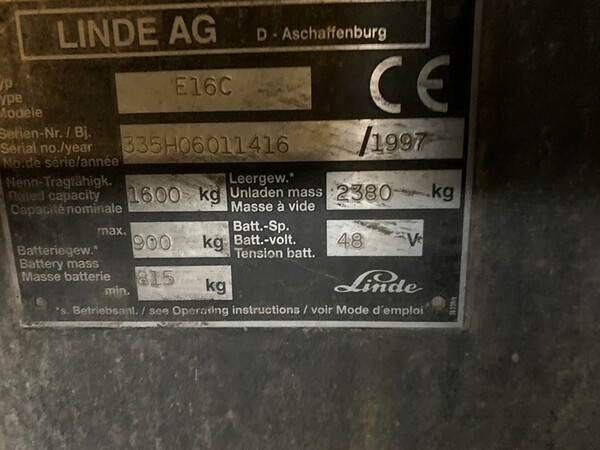 LINDE AG D - Aschaffenburg
Typ
Type
Modele
E16C
CE
Serien-Nr. / Bj.
Serial no./year
No.de série/année
335H06011416 /1997
Nenn-Tragfähigk.
Rated capacity
Capacité nominale
1600 kg
Leergew.*
Unladen mass
Masse à vide
2380 kg
Batteriegew.*
Battery mass
Masse batterie
max.
900 kg
min.
815 kg
Batt.-Sp.
Batt.-volt.
Tension batt.
48 V
Linde
*s. Betriebsanl. / see Operating instructions / voir Mode d'emploi